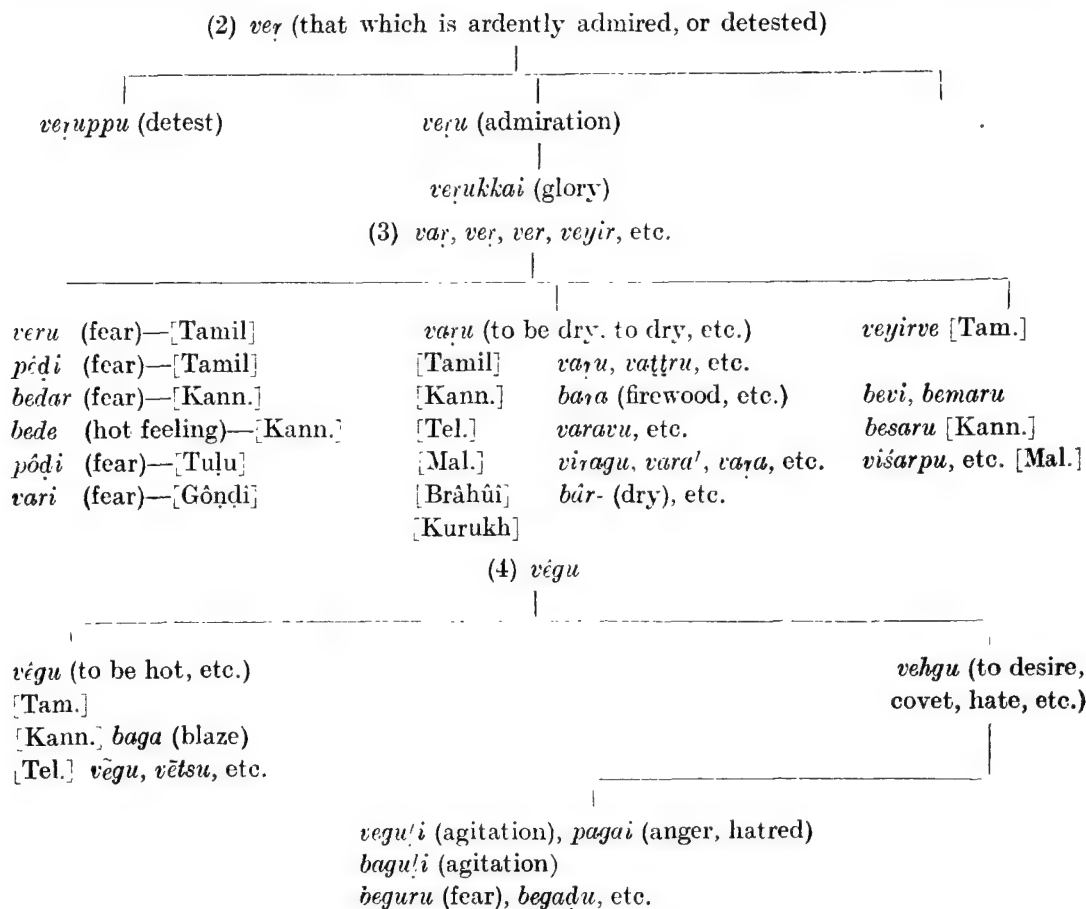 (2) veṛ (that which is ardently admired, or detested)
veṛuppu (detest) veṛu (admiration)
veṛukkai (glory)
(3) vaṛ, veṛ, ver, veyir, etc.
veru (fear)—[Tamil] vaṛu (to be dry. to dry, etc.) veyirve [Tam.]
pêḍi (fear)—[Tamil] [Tamil] vaṛu, vaṭṭru, etc.
bedar (fear)—[Kann.] [Kann.] baṛa (firewood, etc.) bevi, bemaru
bede (hot feeling)—[Kann.] [Tel.] varavu, etc. besaru [Kann.]
pôḍi (fear)—[Tuḷu] [Mal.] viṛagu, vara', vaṛa, etc. viśarpu, etc. [Mal.]
vari (fear)—[Gôṇḍi] [Brâhûî] bâr- (dry), etc.
[Kurukh]
(4) vêgu
vêgu (to be hot, etc.) vehgu (to desire,
[Tam.] covet, hate, etc.)
[Kann.] baga (blaze)
[Tel.] vēgu, vētsu, etc.
veguḷi (agitation), pagai (anger, hatred)
baguḷi (agitation)
beguru (fear), begaḍu, etc.